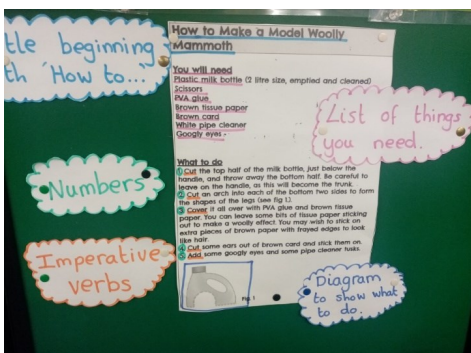 tle beginning
th 'How to...'
How to Make a Model Woolly
Mammoth
You will need
Plastic milk bottle (2 litre size, emptied and cleaned)
Scissors
PVA glue
Brown tissue paper
Brown card
White pipe cleaner
Googly eyes
List of things
you need.
What to do
1 Cut the top half of the milk bottle, just below the
handle, and throw away the bottom half. Be careful to
leave on the handle, as this will become the trunk.
2 Cut an arch into each of the bottom two sides to form
the shapes of the legs (see fig 1).
3 Cover it all over with PVA glue and brown tissue
paper. You can leave some bits of tissue paper sticking
out to make a woolly effect. You may wish to stick on
extra pieces of brown paper with frayed edges to look
like hair.
4 Cut some ears out of brown card and stick them on.
5 Add some googly eyes and some pipe cleaner tusks.
Fig. 1
Numbers
Imperative
verbs
Diagram
to show what
to do.